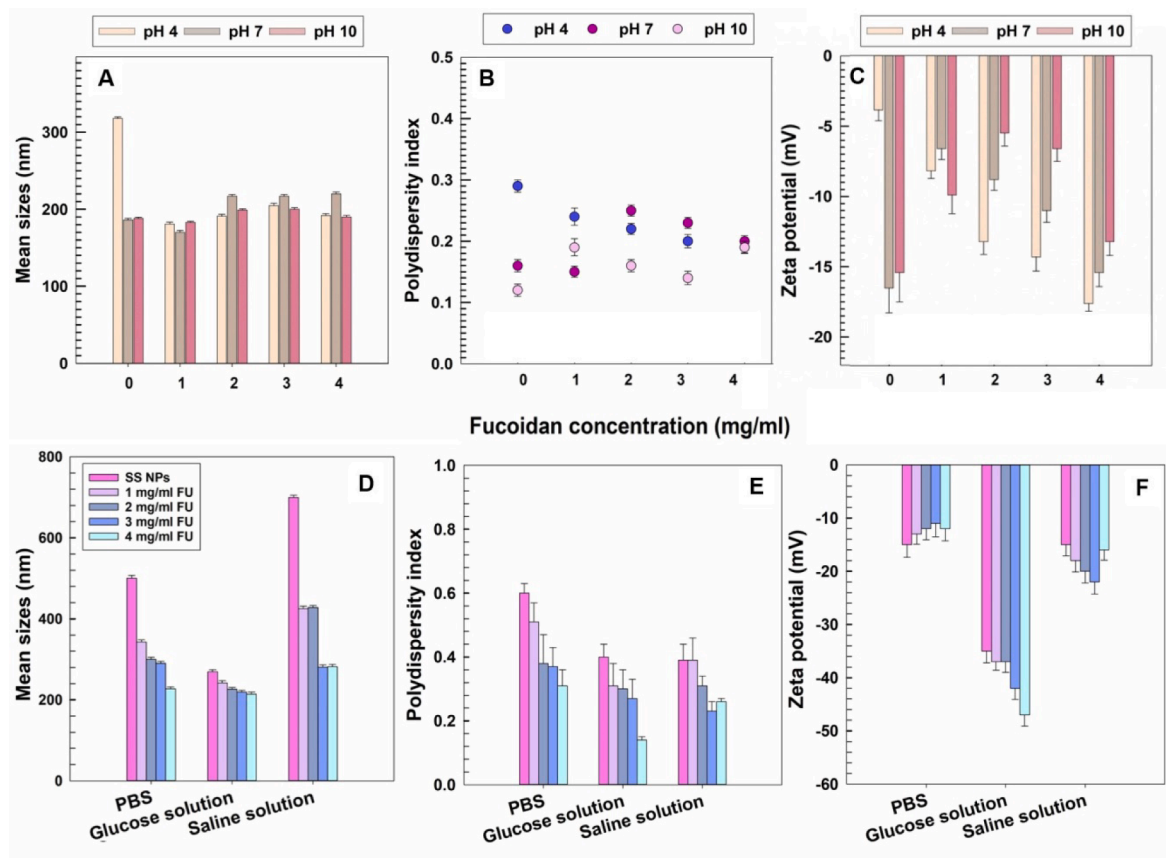 pH 4 pH 7 pH 10
A
Mean sizes (nm)
300
200
100
0
0 1 2 3 4
pH 4 pH 7 pH 10
B
Polydispersity index
0.5
0.4
0.3
0.2
0.1
0.0
0 1 2 3 4
pH 4 pH 7 pH 10
C
Zeta potential (mV)
0
-5
-10
-15
-20
0 1 2 3 4
Fucoidan concentration (mg/ml)
D
SS NPs
1 mg/ml FU
2 mg/ml FU
3 mg/ml FU
4 mg/ml FU
Mean sizes (nm)
800
600
400
200
0
PBS
Glucose solution
Saline solution
E
Polydispersity index
1.0
0.8
0.6
0.4
0.2
0.0
PBS
Glucose solution
Saline solution
F
Zeta potential (mV)
0
-10
-20
-30
-40
-50
-60
PBS
Glucose solution
Saline solution